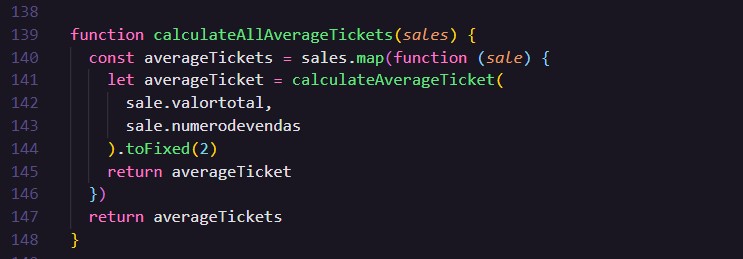 138
139 function calculateAllAverageTickets(sales) {
140 const averageTickets = sales.map(function (sale) {
141 let averageTicket = calculateAverageTicket(
142 sale.valortotal,
143 sale.numerodevendas
144 ).toFixed(2)
145 return averageTicket
146 })
147 return averageTickets
148 }